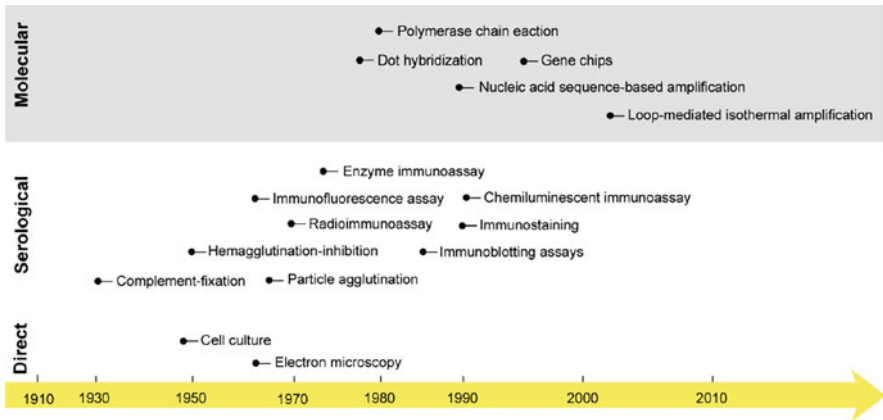 Molecular
Polymerase chain eaction
Dot hybridization
Gene chips
Nucleic acid sequence-based amplification
Loop-mediated isothermal amplification
Serological
Enzyme immunoassay
Immunofluorescence assay
Chemiluminescent immunoassay
Radioimmunoassay
Immunostaining
Hemagglutination-inhibition
Immunoblotting assays
Complement-fixation
Particle agglutination
Direct
Cell culture
Electron microscopy
1910 1930 1950 1970 1980 1990 2000 2010